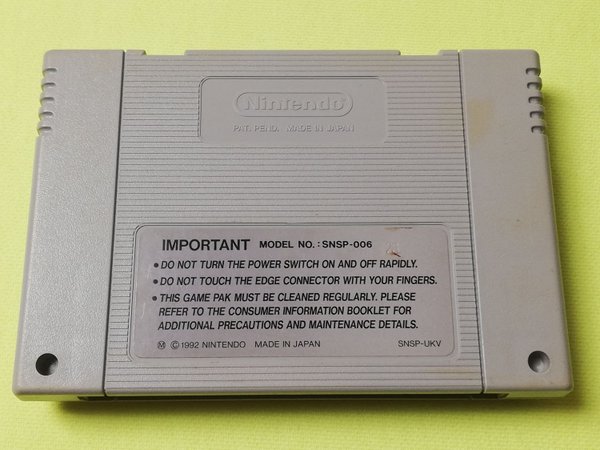 Nintendo
PAT. PEND. MADE IN JAPAN
IMPORTANT MODEL NO.: SNSP-006
• DO NOT TURN THE POWER SWITCH ON AND OFF RAPIDLY.
• DO NOT TOUCH THE EDGE CONNECTOR WITH YOUR FINGERS.
• THIS GAME PAK MUST BE CLEANED REGULARLY. PLEASE
REFER TO THE CONSUMER INFORMATION BOOKLET FOR
ADDITIONAL PRECAUTIONS AND MAINTENANCE DETAILS.
Ⓜ © 1992 NINTENDO MADE IN JAPAN SNSP-UKV